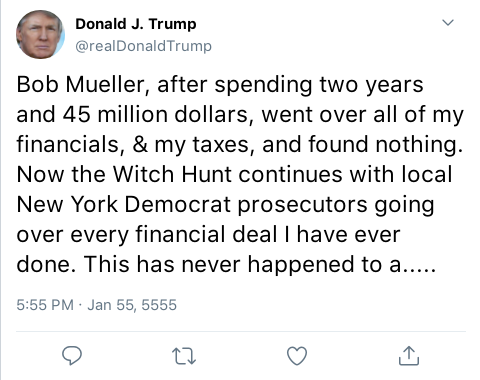 Donald J. Trump
@realDonaldTrump
Bob Mueller, after spending two years
and 45 million dollars, went over all of my
financials, & my taxes, and found nothing.
Now the Witch Hunt continues with local
New York Democrat prosecutors going
over every financial deal I have ever
done. This has never happened to a.....
5:55 PM · Jan 55, 5555